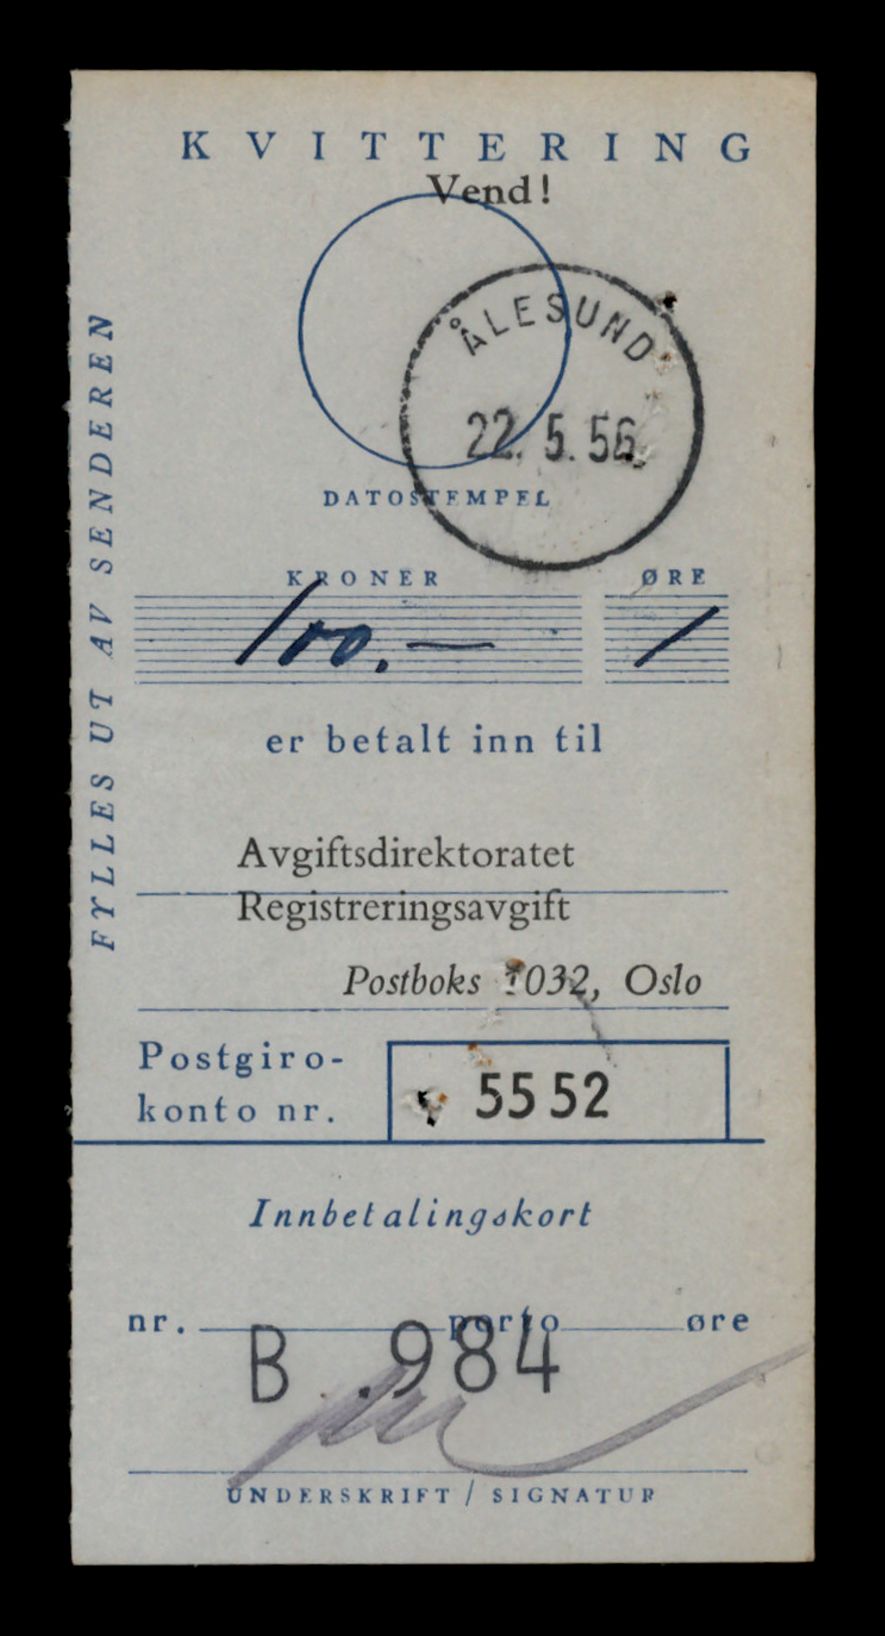 KVITTERING
Vend!
ÅLESUND
22.5.56
DATOSTEMPEL
KRONER ØRE
100.— /
er betalt inn til
Avgiftsdirektoratet
Registreringsavgift
Postboks 1032, Oslo
Postgiro-
konto nr. 5552
Innbetalingskort
nr. porto øre
B .984
UNDERSKRIFT / SIGNATUR
FYLLES UT AV SENDEREN